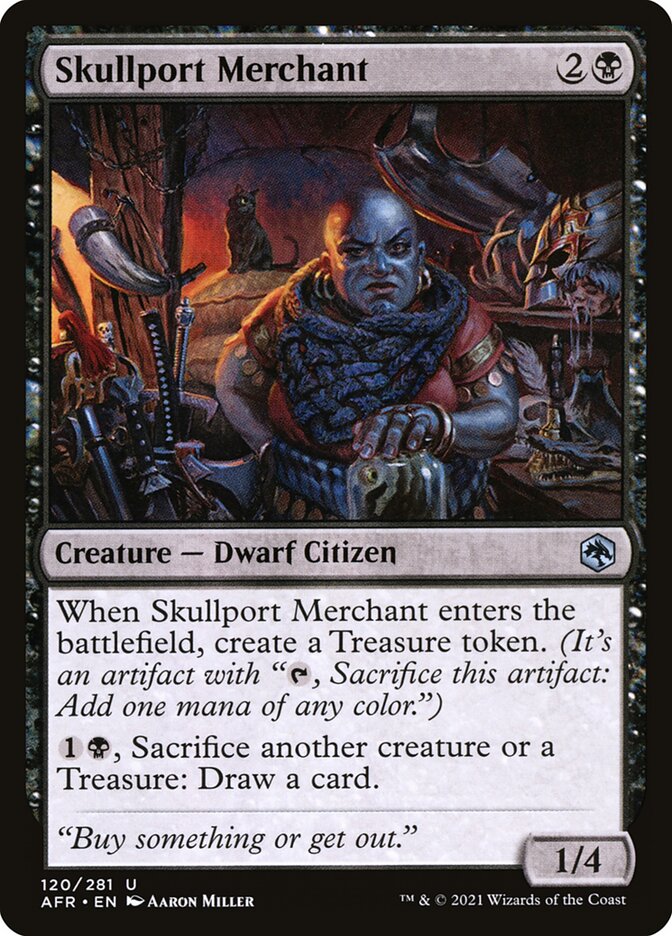 Skullport Merchant 2
Creature — Dwarf Citizen
When Skullport Merchant enters the
battlefield, create a Treasure token. (It's
an artifact with “, Sacrifice this artifact:
Add one mana of any color.”)
1, Sacrifice another creature or a
Treasure: Draw a card.
“Buy something or get out.”
1/4
120/281 U
AFR • EN Aaron Miller
™ & © 2021 Wizards of the Coast